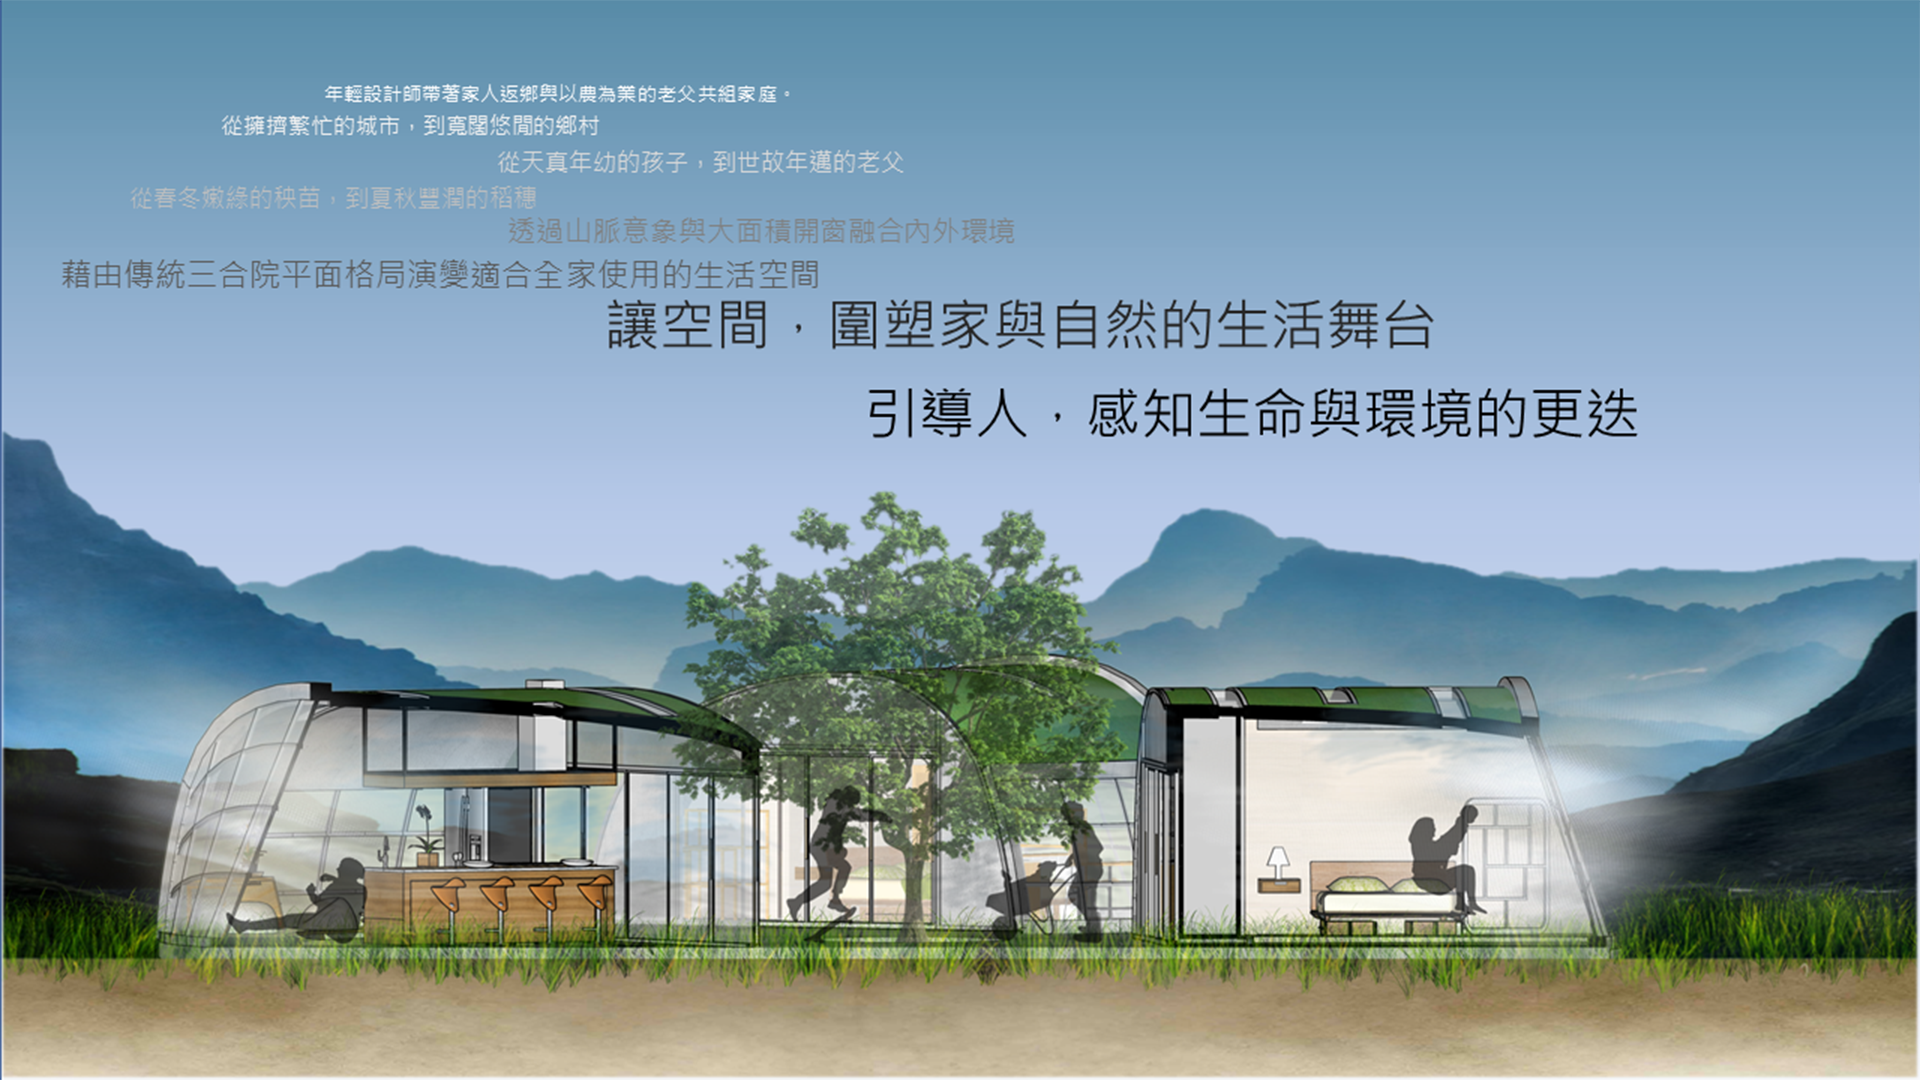 年輕設計師帶著家人返鄉與以農為業的老父共組家庭。
從擁擠繁忙的城市，到寬闊悠閒的鄉村
從天真年幼的孩子，到世故年邁的老父
從春冬嫩綠的秧苗，到夏秋豐潤的稻穗
透過山脈意象與大面積開窗融合內外環境
藉由傳統三合院平面格局演變適合全家使用的生活空間
讓空間，圍塑家與自然的生活舞台
引導人，感知生命與環境的更迭